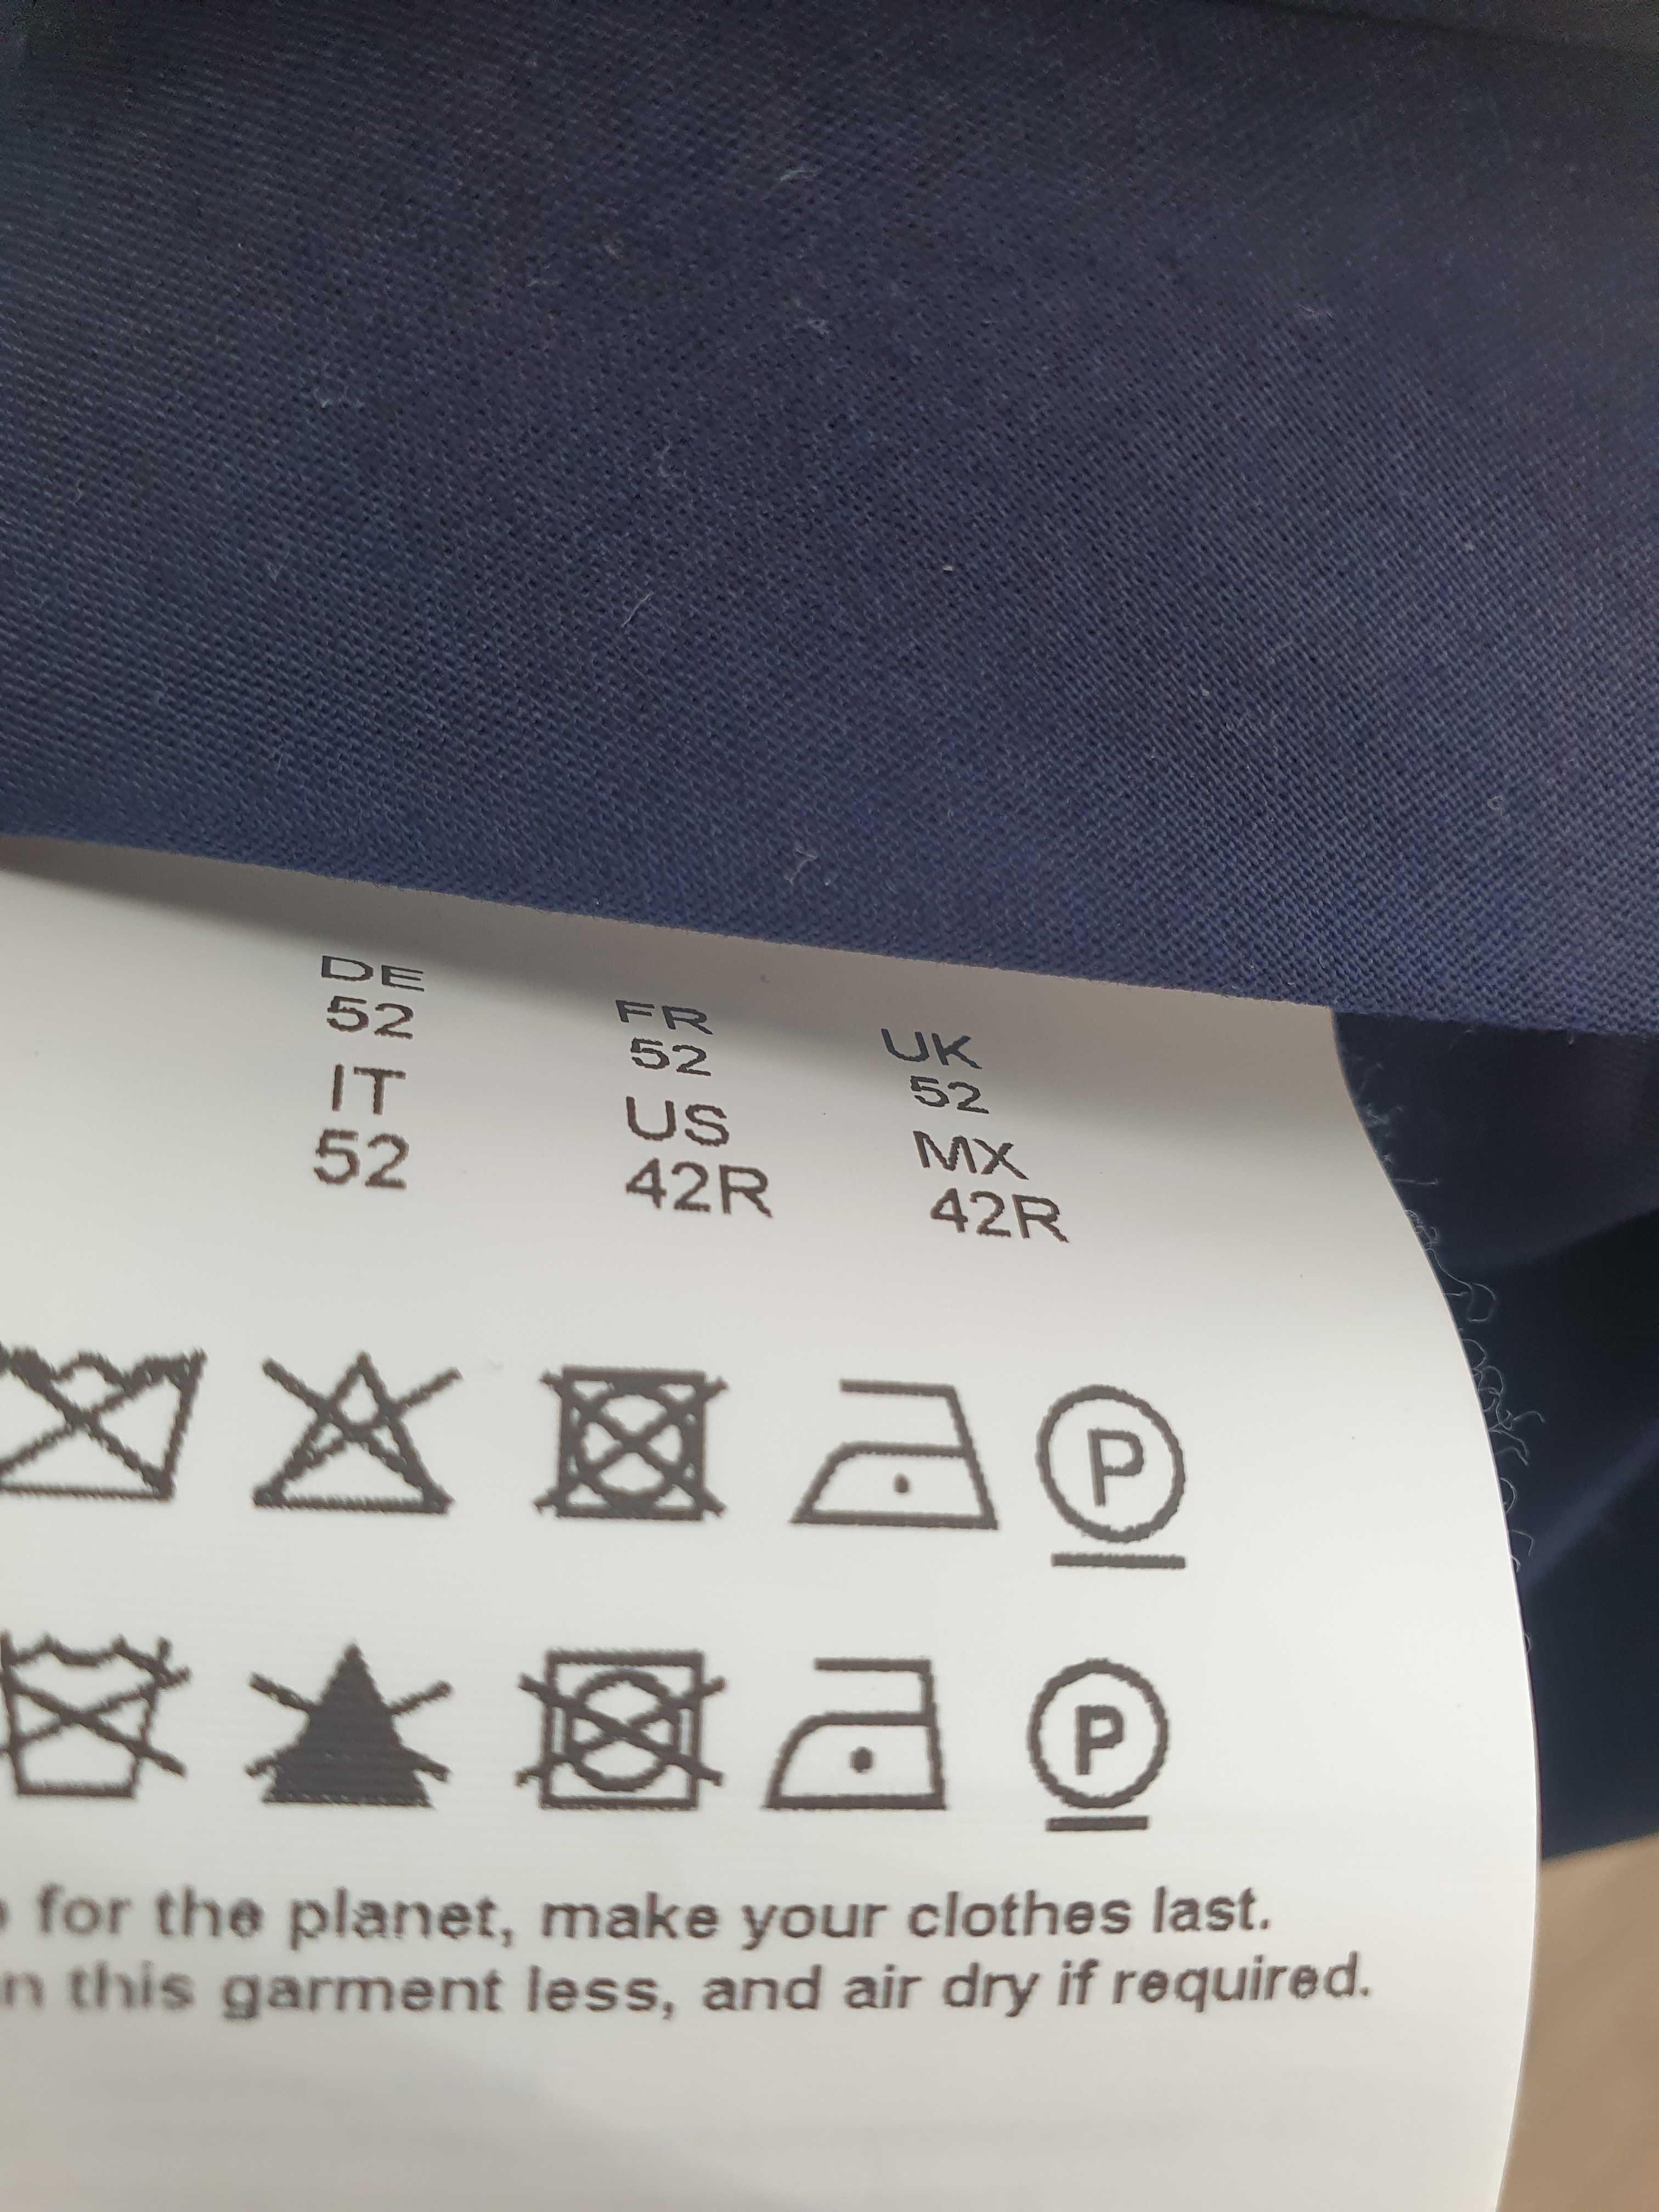 DE FR UK
52 52 52
IT US MX
52 42R 42R
P
P
for the planet, make your clothes last.
this garment less, and air dry if required.